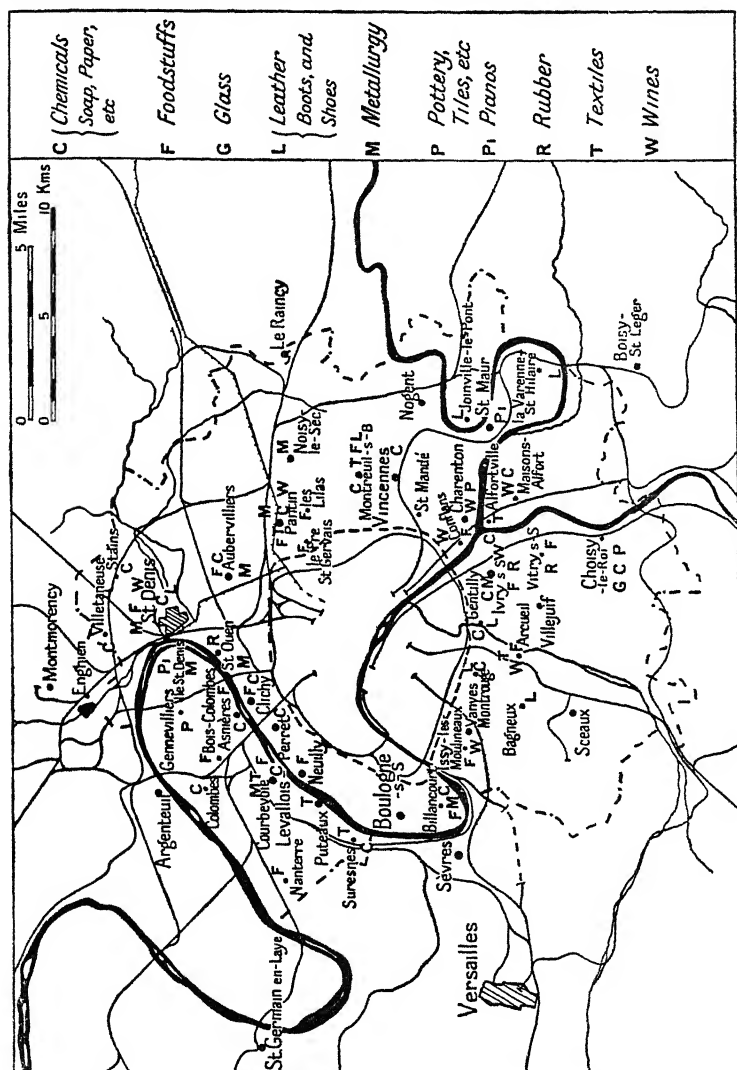 C { Chemicals
Soap, Paper,
etc
F Foodstuffs
G Glass
L { Leather
Boots, and
Shoes
M Metallurgy
P Pottery,
Tiles, etc
Pi Pianos
R Rubber
T Textiles
W Wines
5 Miles
5 10 Kms
Montmorency
Enghien
Villetaneuse
C
Stains
C
M F W
St Denis
C
Argenteuil
Gennevilliers
P
Pi
Ile St Denis
M
F Bois-Colombes
Asnières F
C
C
Colombes
R
St Ouen
M
F C
Clichy
F C
Aubervilliers
M
M T F
Courbevoie
C
Levallois-
Perret
C
F
Neuilly
F
Nanterre
T
Puteaux
T
Suresnes
L C
St. Germain en-Laye
M
F T C W
Pantin
F les
Lilas
F
le Pré
St Gervais
M
Noisy-
le-Sec
Le Raincy
C T F L
Montreuil-s-B
C
Vincennes
St Mandé
Nogent
L
Joinville-le-Pont
St Maur
Pi
la Varenne-
St Hilaire
L
Boulogne
-s-S
Billancourt
C
F M
Issy-les-
Moulineaux
F
W
Vanves
C
Montrouge
Sèvres
Versailles
Bagneux
L
Sceaux
L C
Gentilly
C M
Ivry s S
F R
W C
W F Arcueil
Villejuif
Vitry-s-S
R F
W
F
Charenton
W P
Alfortville
W C
Maisons-
Alfort
Choisy
-le-Roi
G C P
Boisy-
St Leger